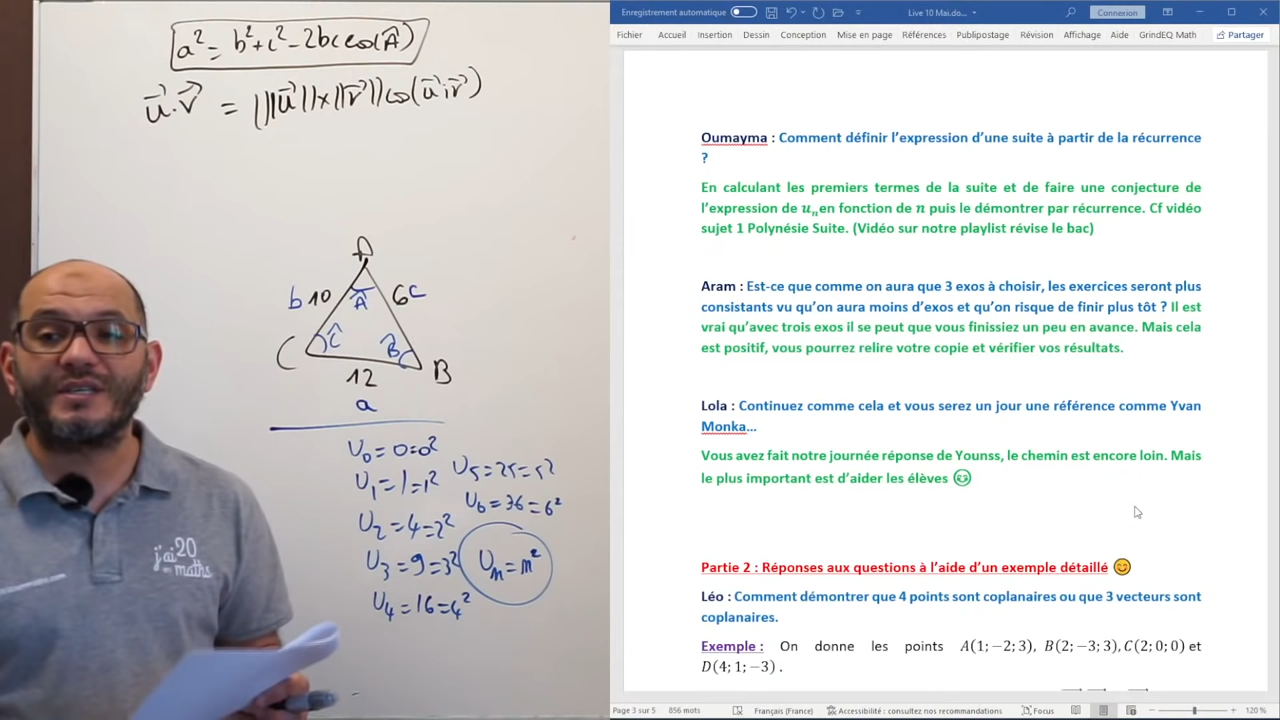 a² = b²+c²-2bc cos(Â)
u⃗.v⃗ = ||u⃗||×||v⃗||cos(u⃗;v⃗)
A
b 10 6 c
Â
Ĉ B̂
C 12 B
a
U₀=0=0²
U₁=1=1²
U₂=4=2²
U₃=9=3²
U₄=16=4²
U₅=25=5²
U₆=36=6²
Uₙ=n²
j'ai 20
en maths
Enregistrement automatique
Live 10 Mai.do...
Connexion
Fichier Accueil Insertion Dessin Conception Mise en page Références Publipostage Révision Affichage Aide GrindEQ Math Partager
Oumayma : Comment définir l’expression d’une suite à partir de la récurrence
?
En calculant les premiers termes de la suite et de faire une conjecture de
l’expression de uₙen fonction de n puis le démontrer par récurrence. Cf vidéo
sujet 1 Polynésie Suite. (Vidéo sur notre playlist révise le bac)
Aram : Est-ce que comme on aura que 3 exos à choisir, les exercices seront plus
consistants vu qu’on aura moins d’exos et qu’on risque de finir plus tôt ? Il est
vrai qu’avec trois exos il se peut que vous finissiez un peu en avance. Mais cela
est positif, vous pourrez relire votre copie et vérifier vos résultats.
Lola : Continuez comme cela et vous serez un jour une référence comme Yvan
Monka…
Vous avez fait notre journée réponse de Younss, le chemin est encore loin. Mais
le plus important est d’aider les élèves
Partie 2 : Réponses aux questions à l’aide d’un exemple détaillé
Léo : Comment démontrer que 4 points sont coplanaires ou que 3 vecteurs sont
coplanaires.
Exemple : On donne les points A(1; −2; 3), B(2; −3; 3), C(2; 0; 0) et
D(4; 1; −3) .
Page 3 sur 5 856 mots Français (France) Accessibilité : consultez nos recommandations Focus 120 %